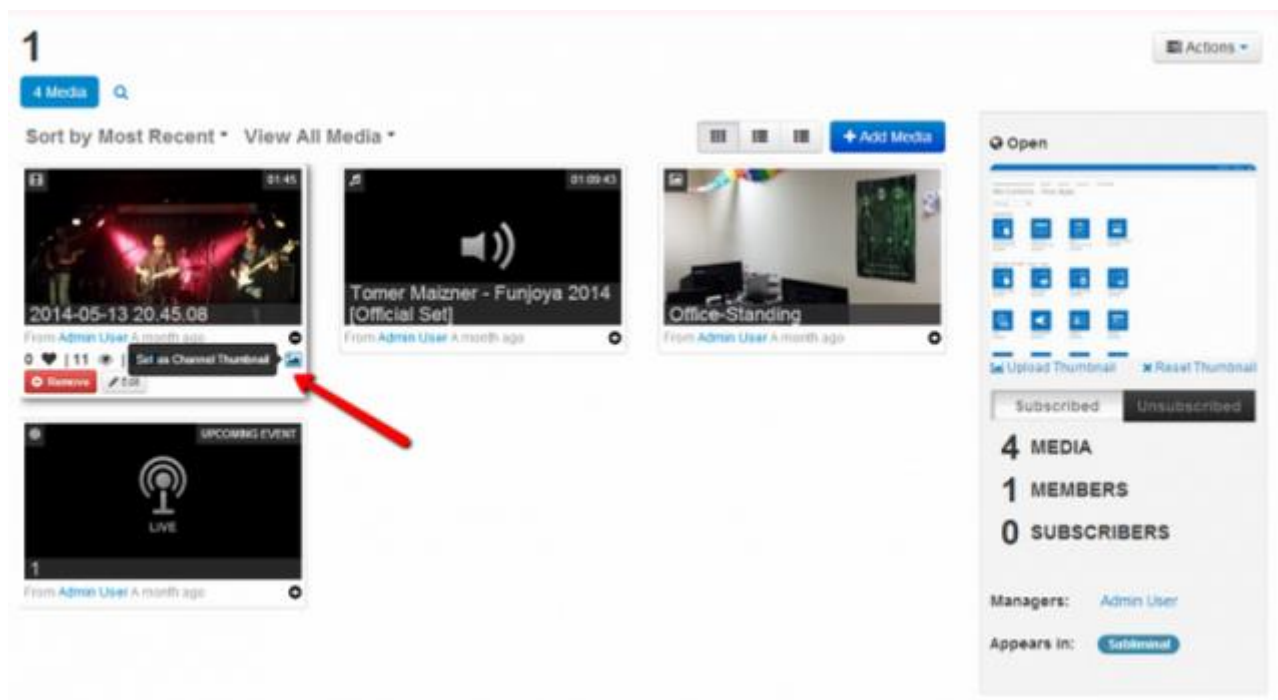 1
Actions
4 Media
Sort by Most Recent View All Media
+ Add Media
01:45
2014-05-13 20.45.08
From Admin User A month ago
0 | 11 |
Set as Channel Thumbnail
Remove Edit
01:09:43
Tomer Maizner - Funjoya 2014
[Official Set]
From Admin User A month ago
Office-Standing
From Admin User A month ago
UPCOMING EVENT
LIVE
1
From Admin User A month ago
Open
Upload Thumbnail Reset Thumbnail
Subscribed Unsubscribed
4 MEDIA
1 MEMBERS
0 SUBSCRIBERS
Managers: Admin User
Appears in: Subliminal